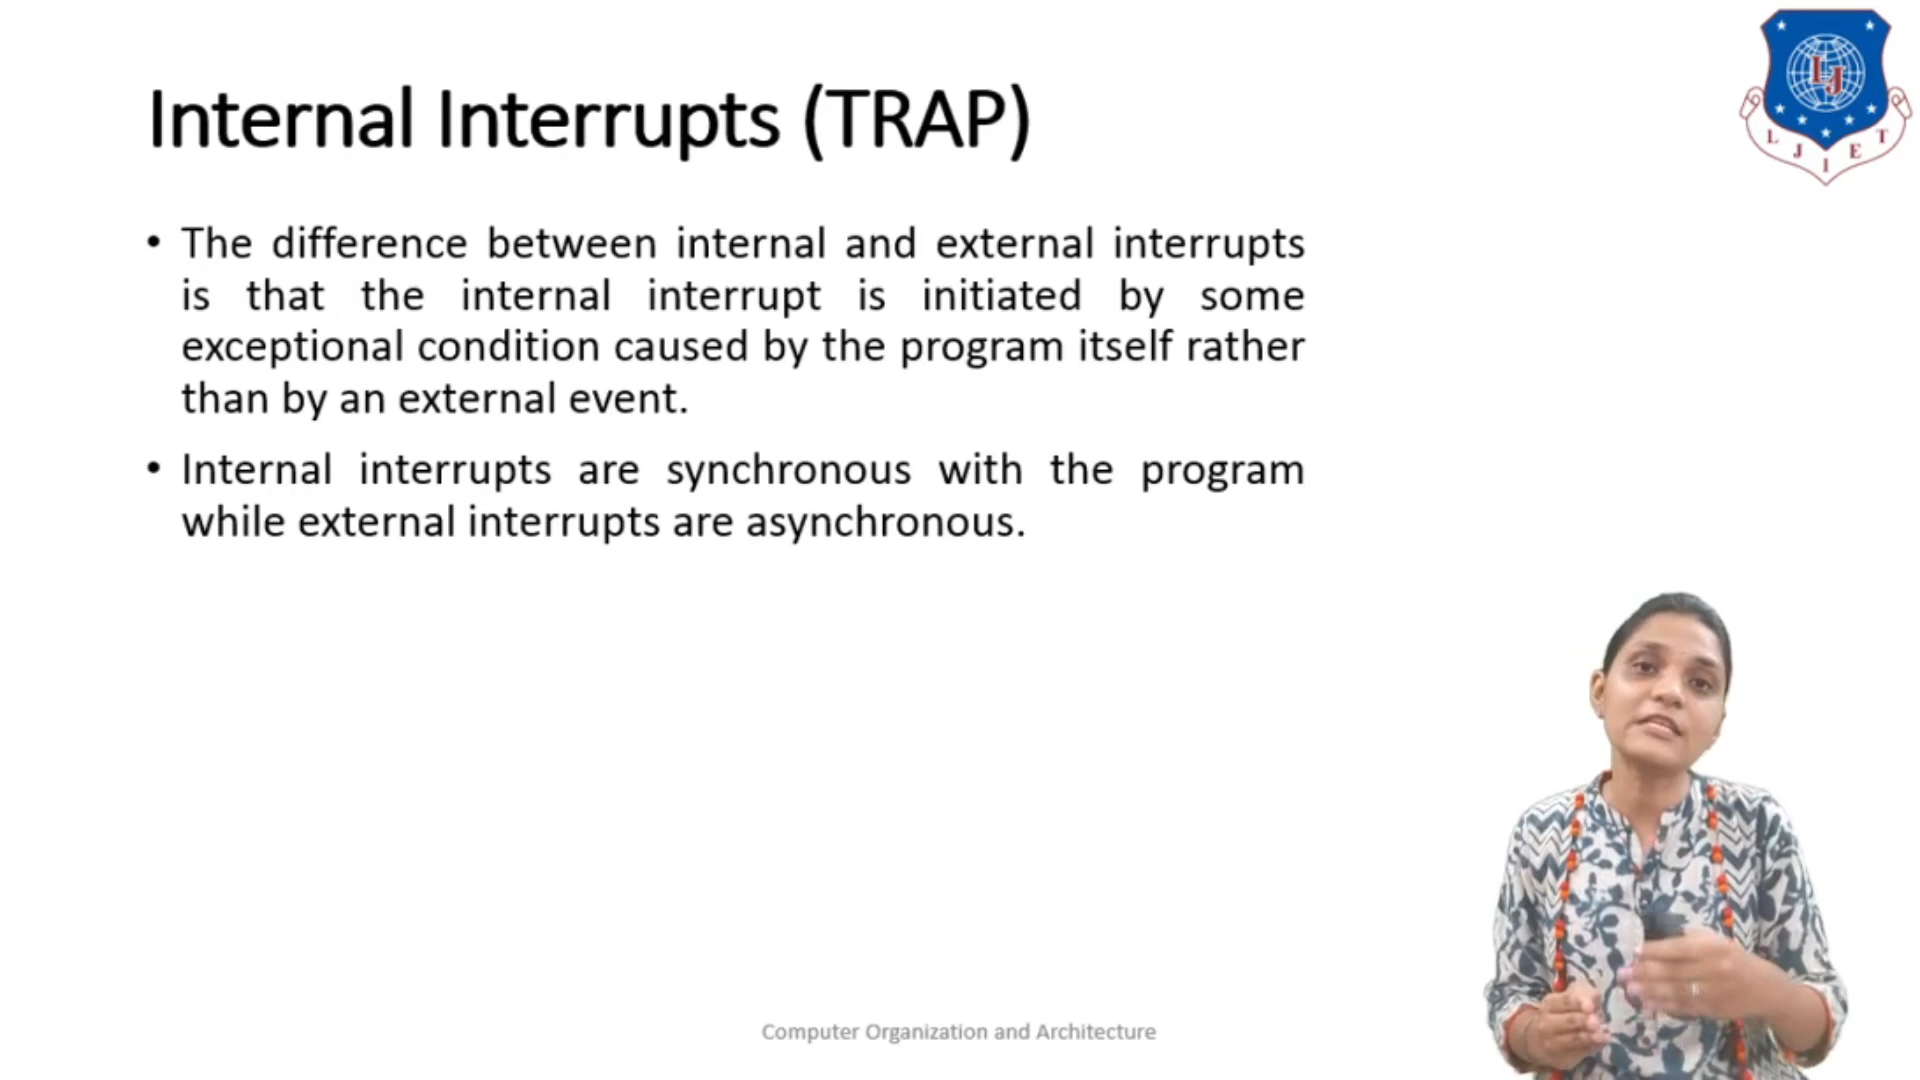 Internal Interrupts (TRAP)
• The difference between internal and external interrupts
is that the internal interrupt is initiated by some
exceptional condition caused by the program itself rather
than by an external event.
• Internal interrupts are synchronous with the program
while external interrupts are asynchronous.
LJ
L J I E T
Computer Organization and Architecture